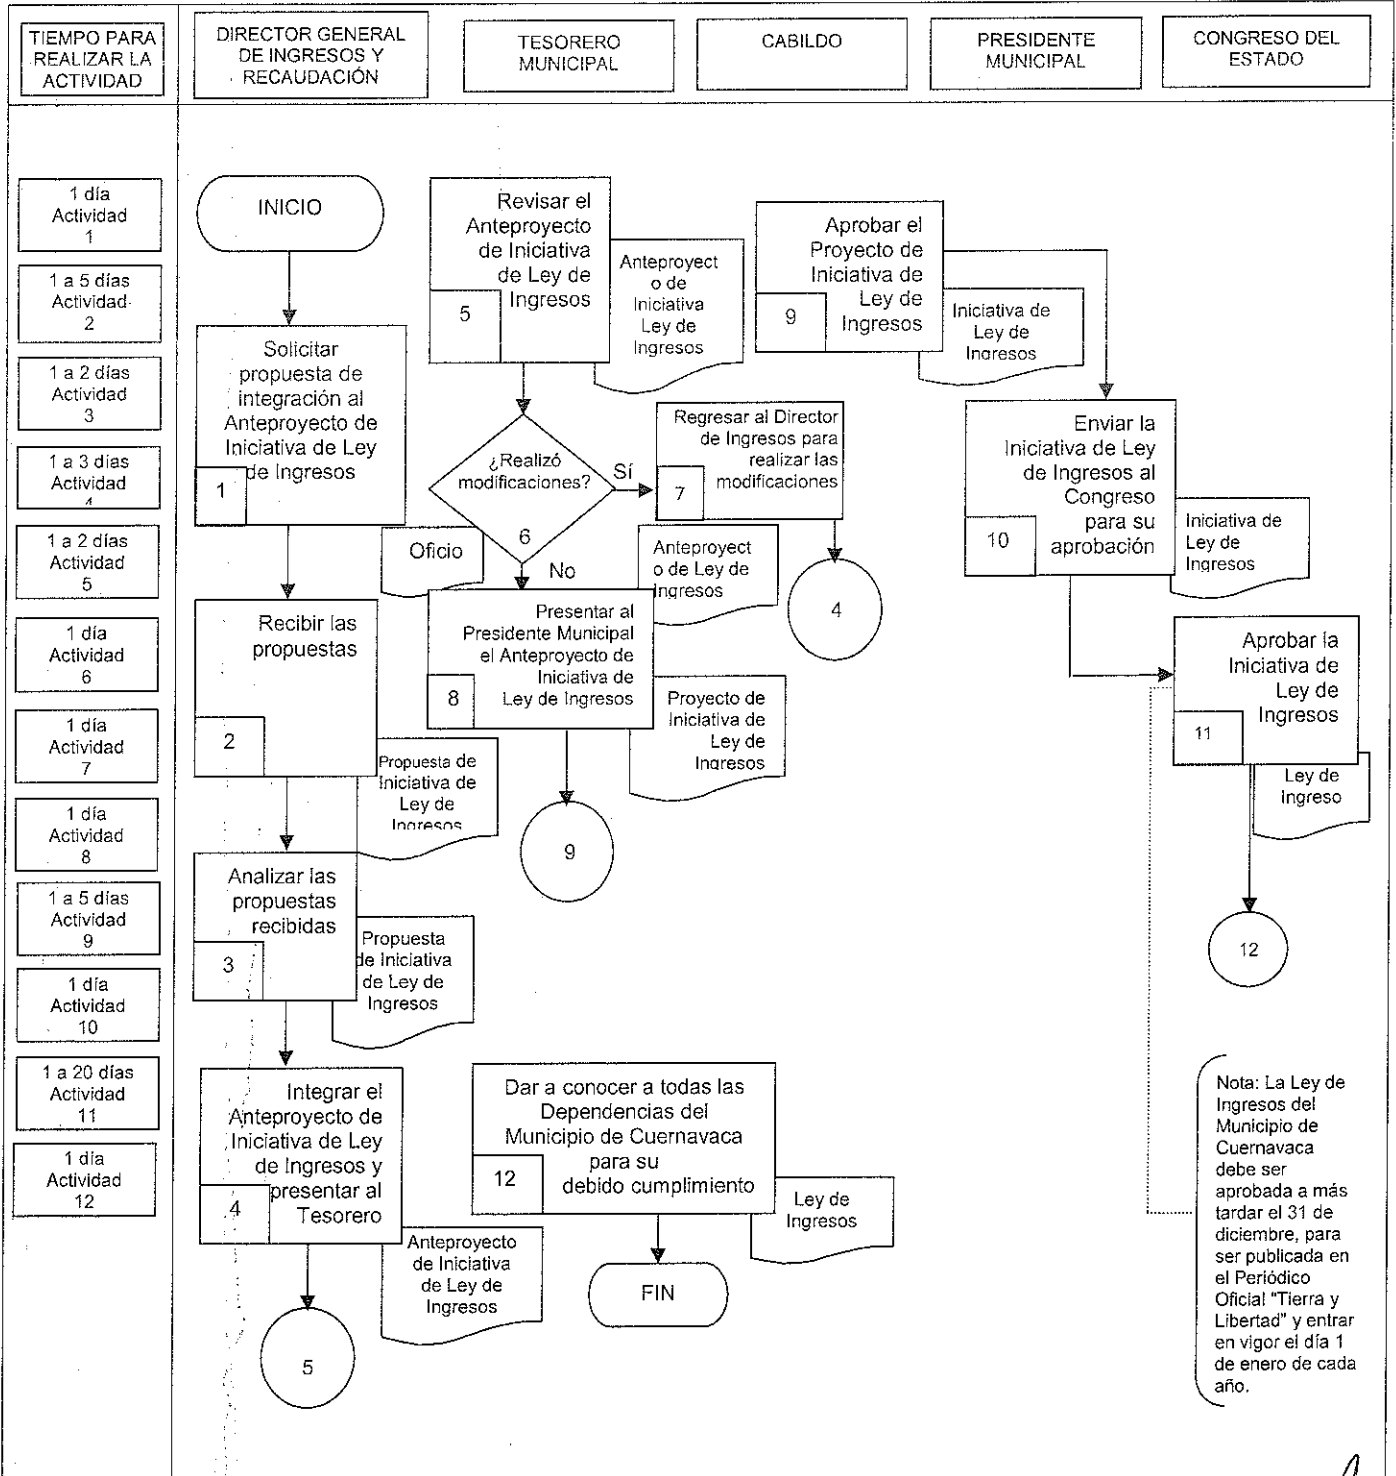 TIEMPO PARA
REALIZAR LA
ACTIVIDAD
DIRECTOR GENERAL
DE INGRESOS Y
RECAUDACIÓN
TESORERO
MUNICIPAL
CABILDO
PRESIDENTE
MUNICIPAL
CONGRESO DEL
ESTADO
1 día
Actividad
1
1 a 5 días
Actividad
2
1 a 2 días
Actividad
3
1 a 3 días
Actividad
4
1 a 2 días
Actividad
5
1 día
Actividad
6
1 día
Actividad
7
1 día
Actividad
8
1 a 5 días
Actividad
9
1 día
Actividad
10
1 a 20 días
Actividad
11
1 día
Actividad
12
INICIO
Solicitar
propuesta de
integración al
Anteproyecto de
Iniciativa de Ley
de Ingresos
1
Oficio
Recibir las
propuestas
2
Propuesta de
Iniciativa de
Ley de
Ingresos
Analizar las
propuestas
recibidas
3
Propuesta
de Iniciativa
de Ley de
Ingresos
Integrar el
Anteproyecto de
Iniciativa de Ley
de Ingresos y
presentar al
Tesorero
4
Anteproyecto
de Iniciativa
de Ley de
Ingresos
5
Revisar el
Anteproyecto
de Iniciativa
de Ley de
Ingresos
5
Anteproyect
o de
Iniciativa
Ley de
Ingresos
¿Realizó
modificaciones?
6
Sí
No
Regresar al Director
de Ingresos para
realizar las
modificaciones
7
Anteproyect
o de Ley de
Ingresos
4
Presentar al
Presidente Municipal
el Anteproyecto de
Iniciativa de
Ley de Ingresos
8
Proyecto de
Iniciativa de
Ley de
Ingresos
9
Aprobar el
Proyecto de
Iniciativa de
Ley de
Ingresos
9
Iniciativa de
Ley de
Ingresos
Enviar la
Iniciativa de Ley
de Ingresos al
Congreso
para su
aprobación
10
Iniciativa de
Ley de
Ingresos
Aprobar la
Iniciativa de
Ley de
Ingresos
11
Ley de
Ingreso
12
Dar a conocer a todas las
Dependencias del
Municipio de Cuernavaca
para su
debido cumplimiento
12
Ley de
Ingresos
FIN
Nota: La Ley de
Ingresos del
Municipio de
Cuernavaca
debe ser
aprobada a más
tardar el 31 de
diciembre, para
ser publicada en
el Periódico
Oficial "Tierra y
Libertad" y entrar
en vigor el día 1
de enero de cada
año.